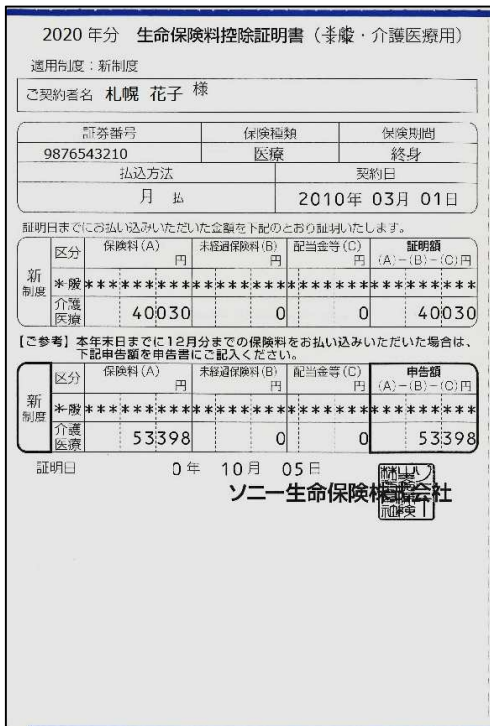 2020 年分 生命保険料控除証明書 (**・介護医療用)
適用制度：新制度
ご契約者名 札幌 花子 様
証券番号 保険種類 保険期間
9876543210 医療 終身
払込方法 契約日
月 払 2010年 03月 01日
証明日までにお払い込みいただいた金額を下記のとおり証明いたします。
新制度 区分 保険料(A) 円 未経過保険料(B) 円 配当金等(C) 円 証明額 (A)-(B)-(C)円
般 ****************************
介護医療 40030 0 0 40030
【ご参考】本年末日までに12月分までの保険料をお払い込みいただいた場合は、
下記申告額を申告書にご記入ください。
新制度 区分 保険料(A) 円 未経過保険料(B) 円 配当金等(C) 円 申告額 (A)-(B)-(C)円
般 ****************************
介護医療 53398 0 0 53398
証明日 0 年 10 月 05 日
ソニー生命保険株式会社